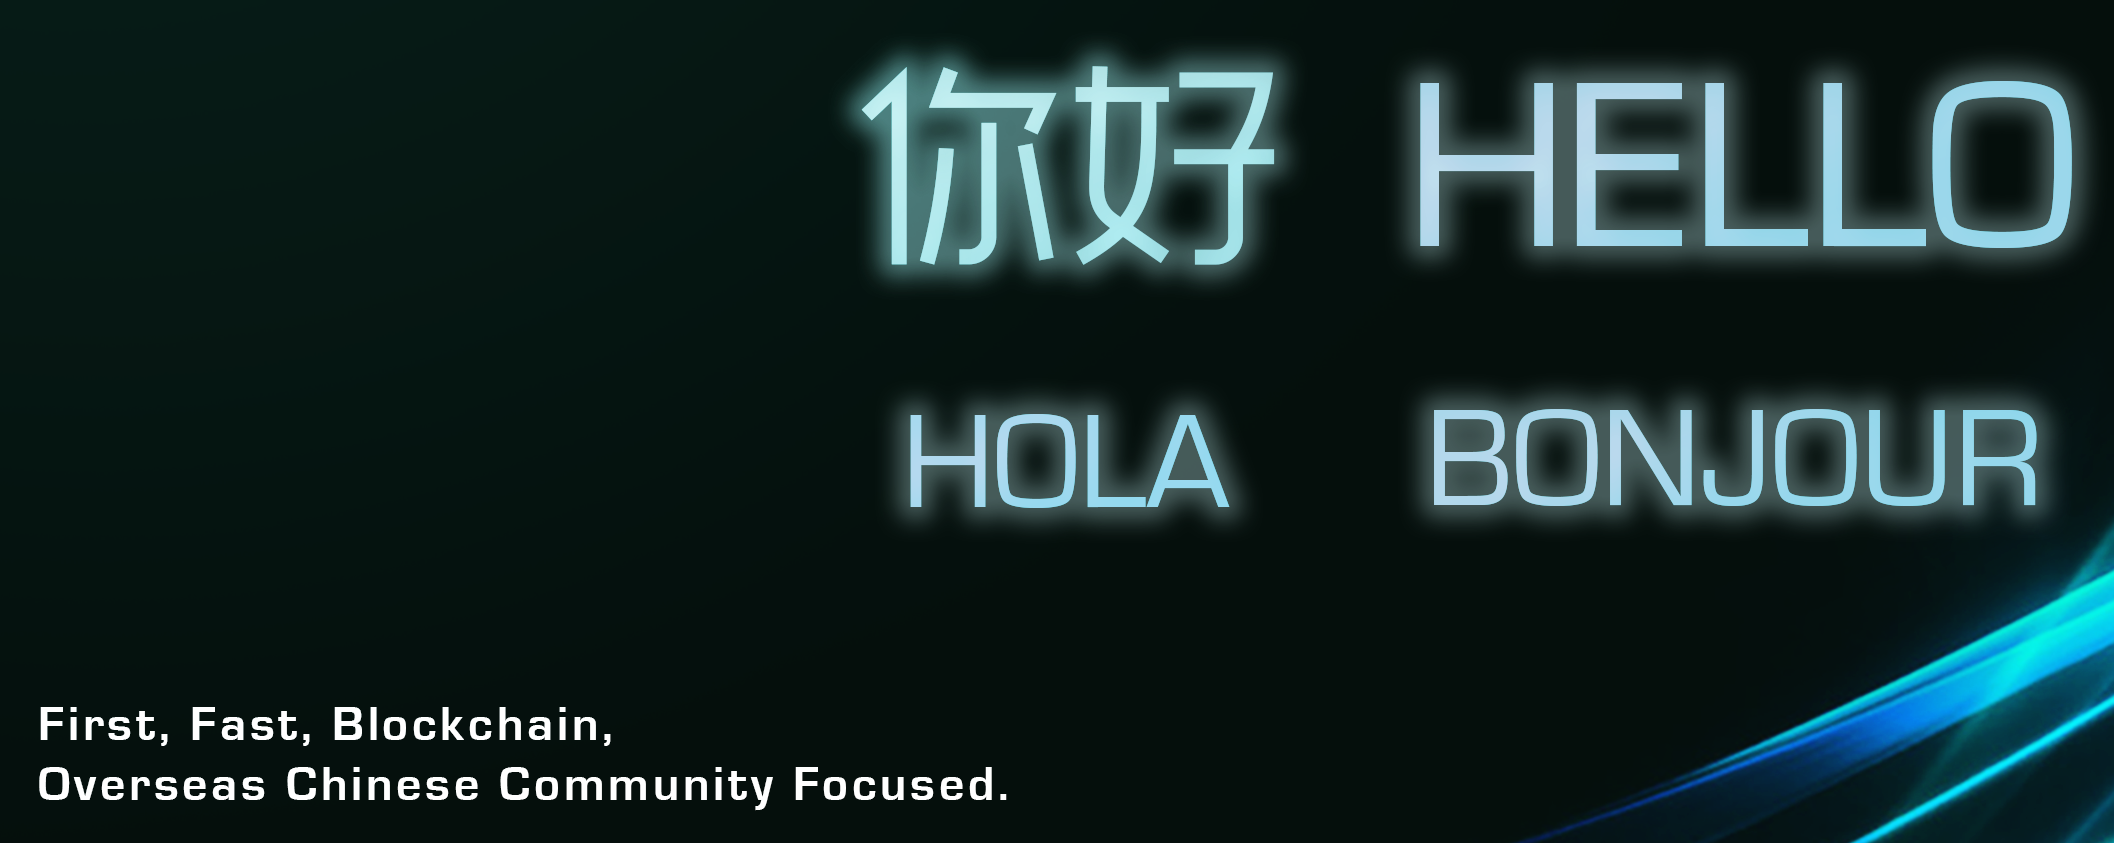 你好 HELLO
HOLA BONJOUR
First, Fast, Blockchain,
Overseas Chinese Community Focused.